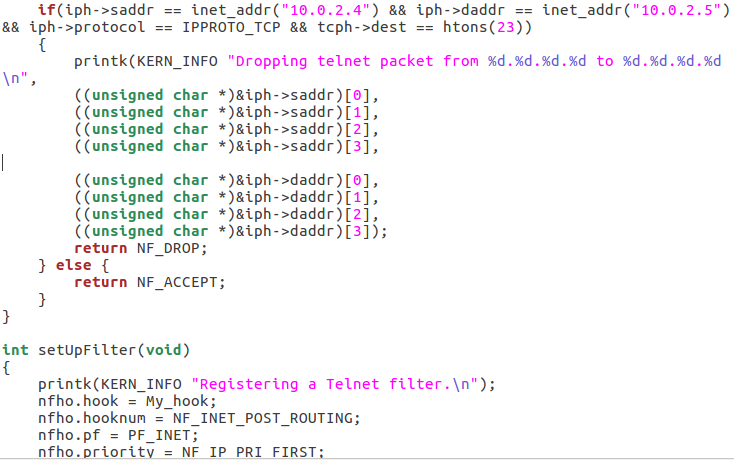 if(iph->saddr == inet_addr("10.0.2.4") && iph->daddr == inet_addr("10.0.2.5")
&& iph->protocol == IPPROTO_TCP && tcph->dest == htons(23))
{
printk(KERN_INFO "Dropping telnet packet from %d.%d.%d.%d to %d.%d.%d.%d
\n",
((unsigned char *)&iph->saddr)[0],
((unsigned char *)&iph->saddr)[1],
((unsigned char *)&iph->saddr)[2],
((unsigned char *)&iph->saddr)[3],
((unsigned char *)&iph->daddr)[0],
((unsigned char *)&iph->daddr)[1],
((unsigned char *)&iph->daddr)[2],
((unsigned char *)&iph->daddr)[3]);
return NF_DROP;
} else {
return NF_ACCEPT;
}
}
int setUpFilter(void)
{
printk(KERN_INFO "Registering a Telnet filter.\n");
nfho.hook = My_hook;
nfho.hooknum = NF_INET_POST_ROUTING;
nfho.pf = PF_INET;
nfho.priority = NF_IP_PRI_FIRST;